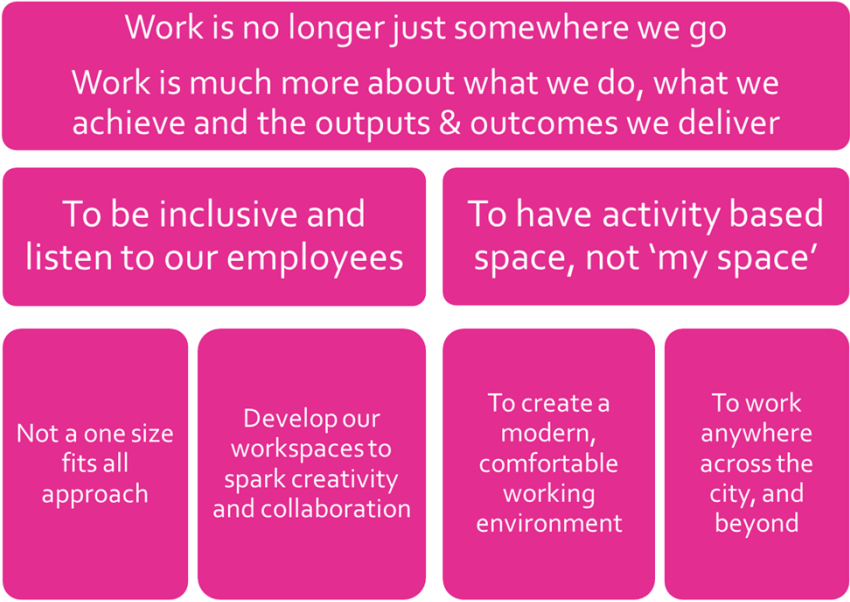 Work is no longer just somewhere we go
Work is much more about what we do, what we
achieve and the outputs & outcomes we deliver
To be inclusive and
listen to our employees
To have activity based
space, not ‘my space’
Not a one size
fits all
approach
Develop our
workspaces to
spark creativity
and collaboration
To create a
modern,
comfortable
working
environment
To work
anywhere
across the
city, and
beyond